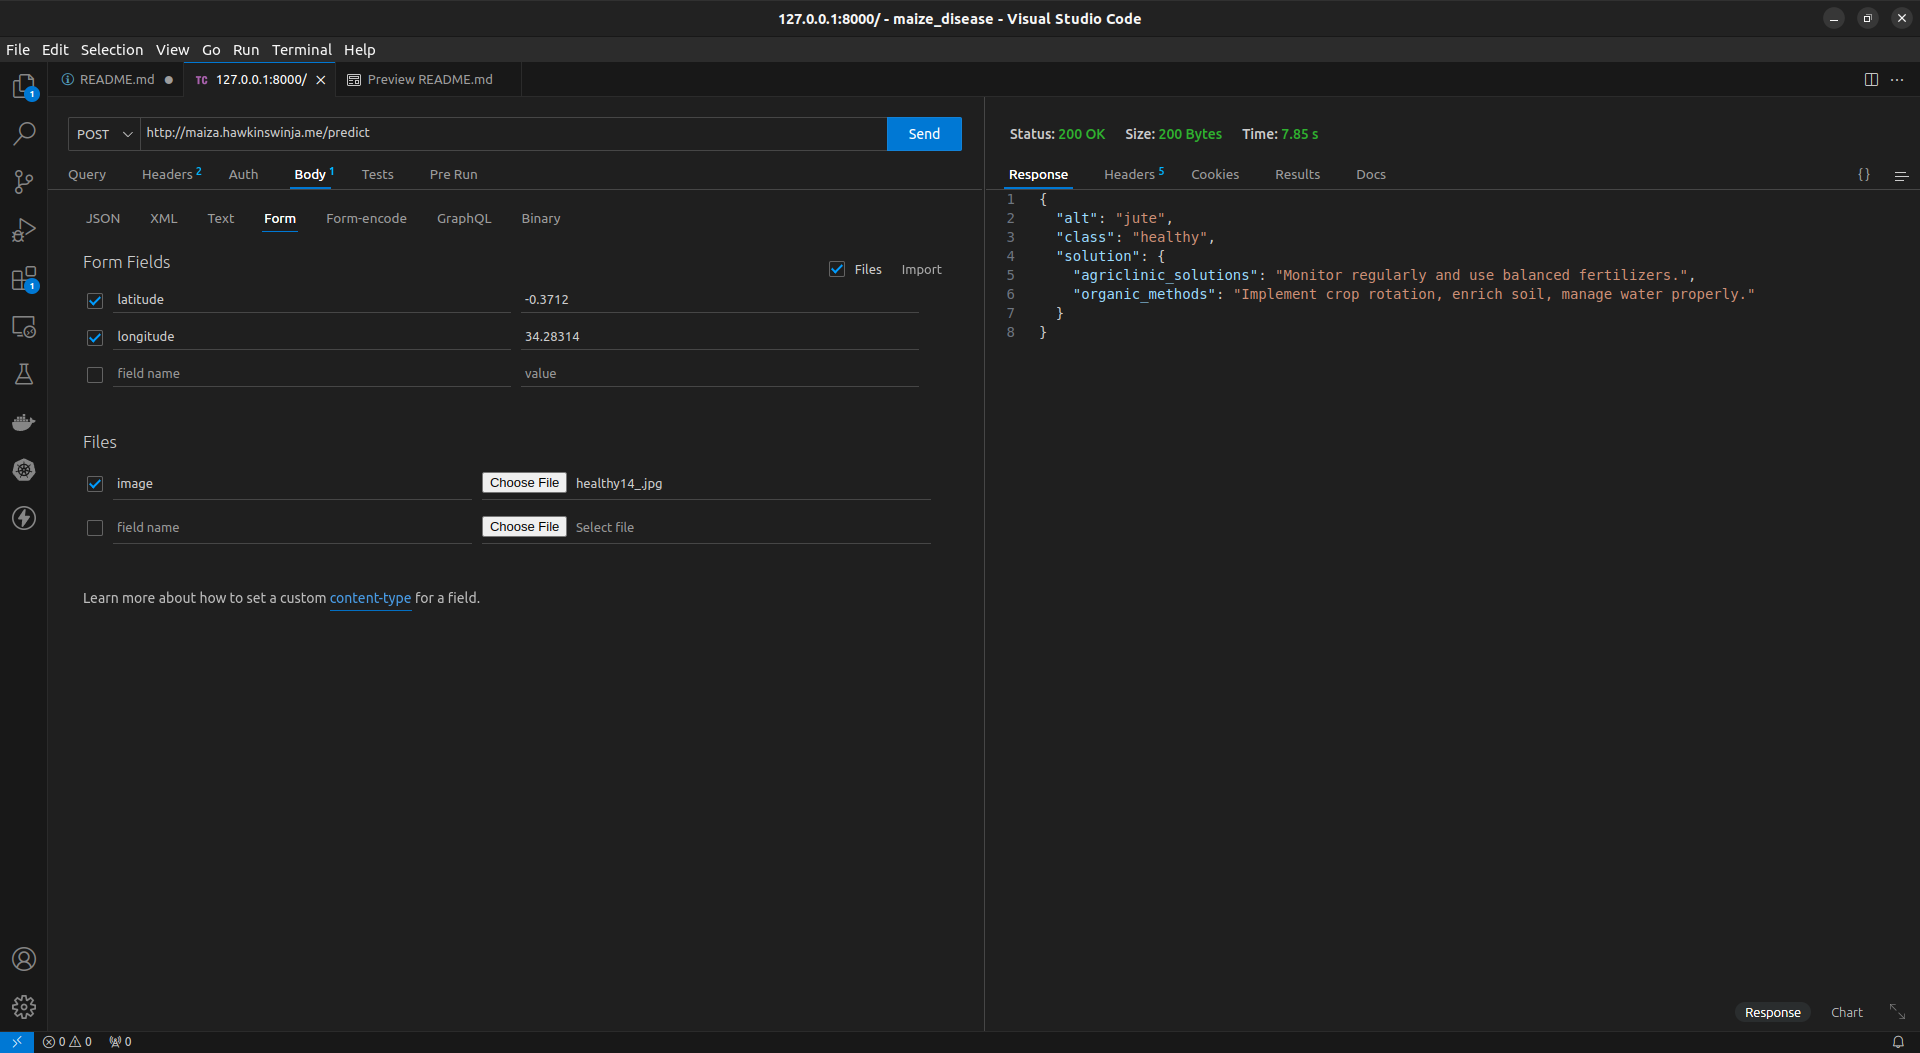 127.0.0.1:8000/ - maize_disease - Visual Studio Code
File Edit Selection View Go Run Terminal Help
README.md
TC 127.0.0.1:8000/
Preview README.md
1
POST http://maiza.hawkinswinja.me/predict Send
Query Headers 2 Auth Body 1 Tests Pre Run
JSON XML Text Form Form-encode GraphQL Binary
Form Fields
Files Import
latitude -0.3712
longitude 34.28314
field name value
Files
image Choose File healthy14_.jpg
field name Choose File Select file
Learn more about how to set a custom content-type for a field.
1
Status: 200 OK Size: 200 Bytes Time: 7.85 s
Response Headers 5 Cookies Results Docs {}
1 {
2 "alt": "jute",
3 "class": "healthy",
4 "solution": {
5 "agriclinic_solutions": "Monitor regularly and use balanced fertilizers.",
6 "organic_methods": "Implement crop rotation, enrich soil, manage water properly."
7 }
8 }
Response Chart
0 0 0